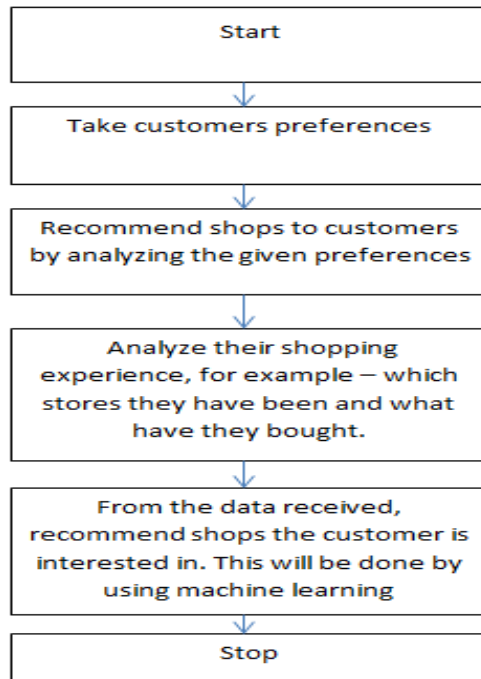 Start
Take customers preferences
Recommend shops to customers
by analyzing the given preferences
Analyze their shopping
experience, for example – which
stores they have been and what
have they bought.
From the data received,
recommend shops the customer is
interested in. This will be done by
using machine learning
Stop